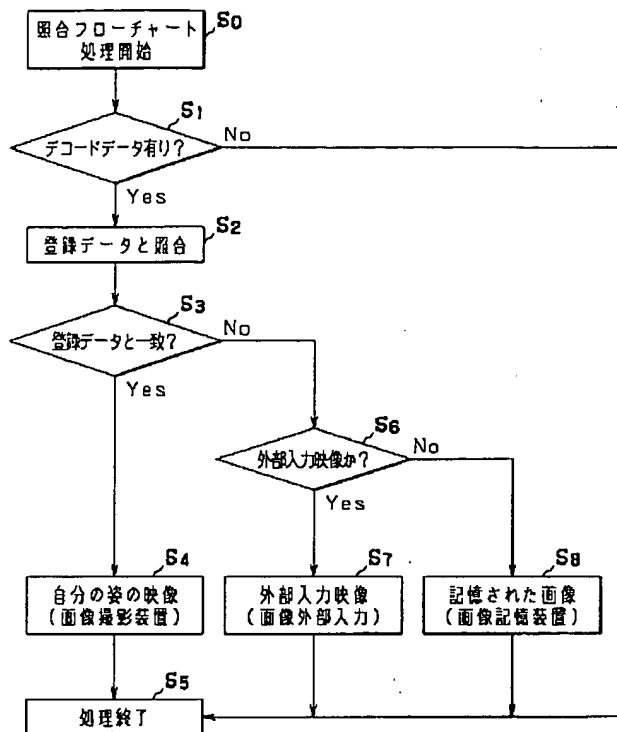 S0
照合フローチャート
処理開始
S1
デコードデータ有り?
No
Yes
S2
登録データと照合
S3
登録データと一致?
No
Yes
S6
外部入力映像か?
No
Yes
S4
自分の姿の映像
(画像撮影装置)
S7
外部入力映像
(画像外部入力)
S8
記憶された画像
(画像記憶装置)
S5
処理終了